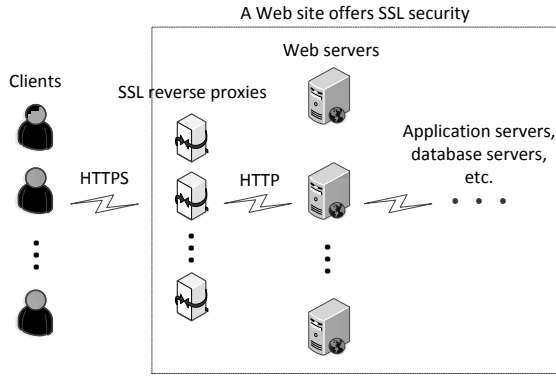 A Web site offers SSL security
Web servers
Clients
SSL reverse proxies
Application servers,
database servers,
etc.
HTTPS
HTTP